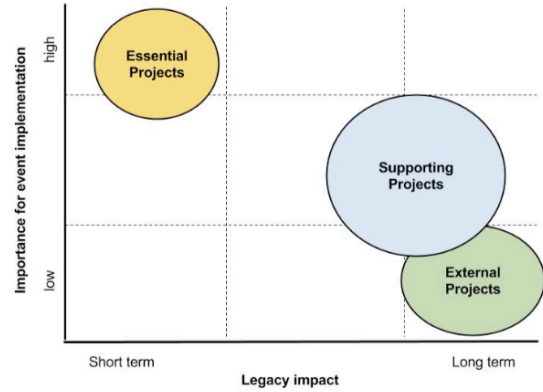 Importance for event implementation
high
low
Essential
Projects
Supporting
Projects
External
Projects
Short term
Long term
Legacy impact